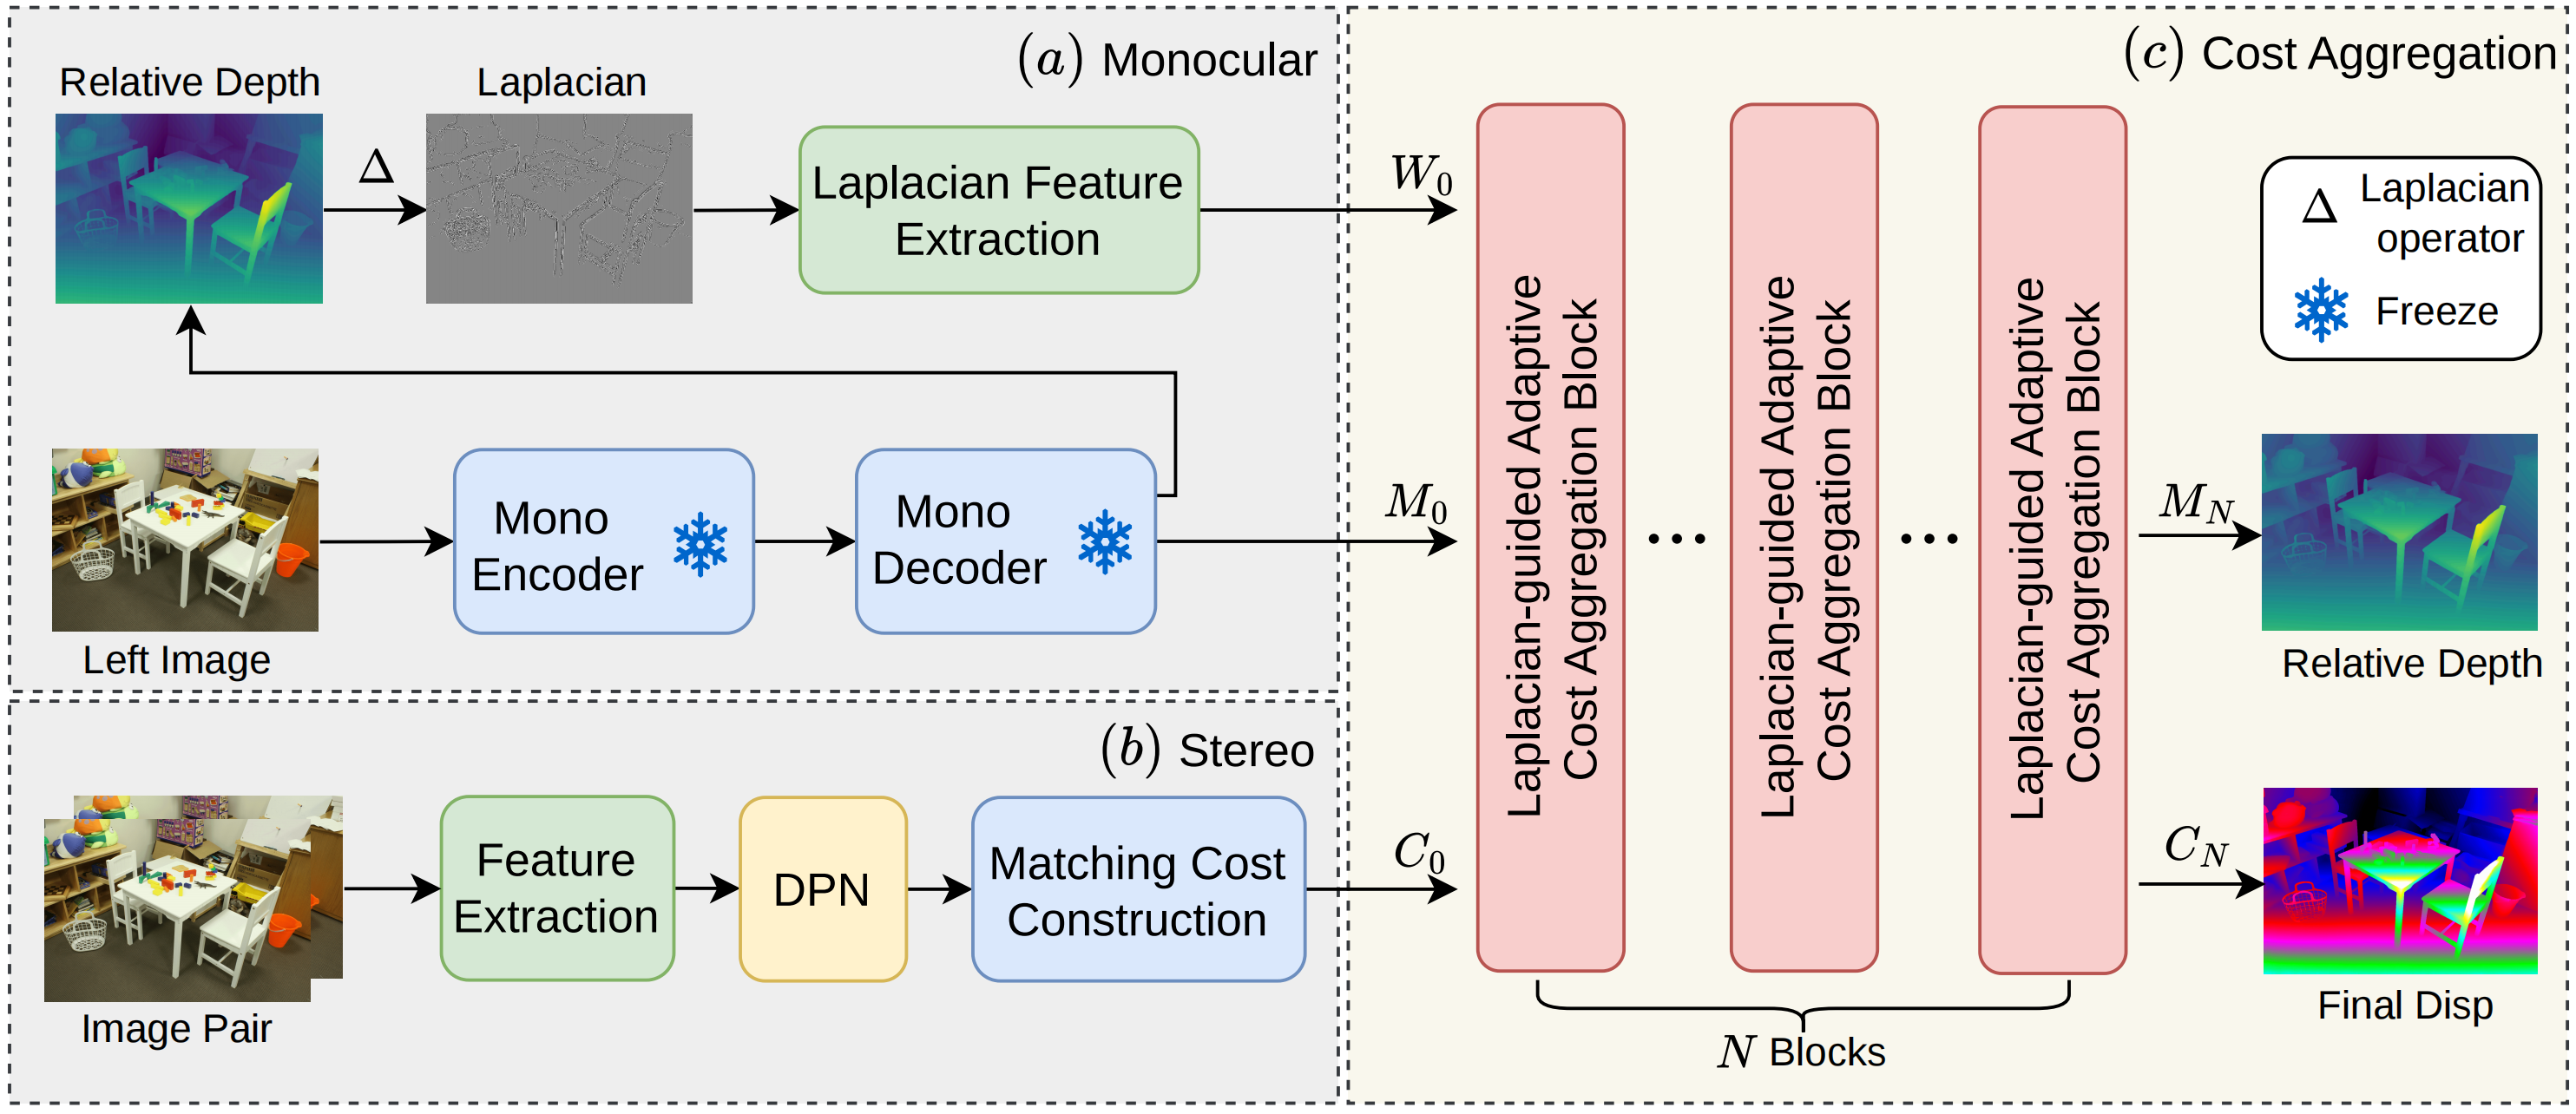 (a) Monocular
Relative Depth
Laplacian
Δ
Laplacian Feature
Extraction
Left Image
Mono
Encoder
Mono
Decoder
(b) Stereo
Image Pair
Feature
Extraction
DPN
Matching Cost
Construction
(c) Cost Aggregation
W₀
M₀
C₀
Laplacian-guided Adaptive
Cost Aggregation Block
Laplacian-guided Adaptive
Cost Aggregation Block
Laplacian-guided Adaptive
Cost Aggregation Block
...
...
N Blocks
Δ Laplacian
operator
Freeze
M_N
Relative Depth
C_N
Final Disp